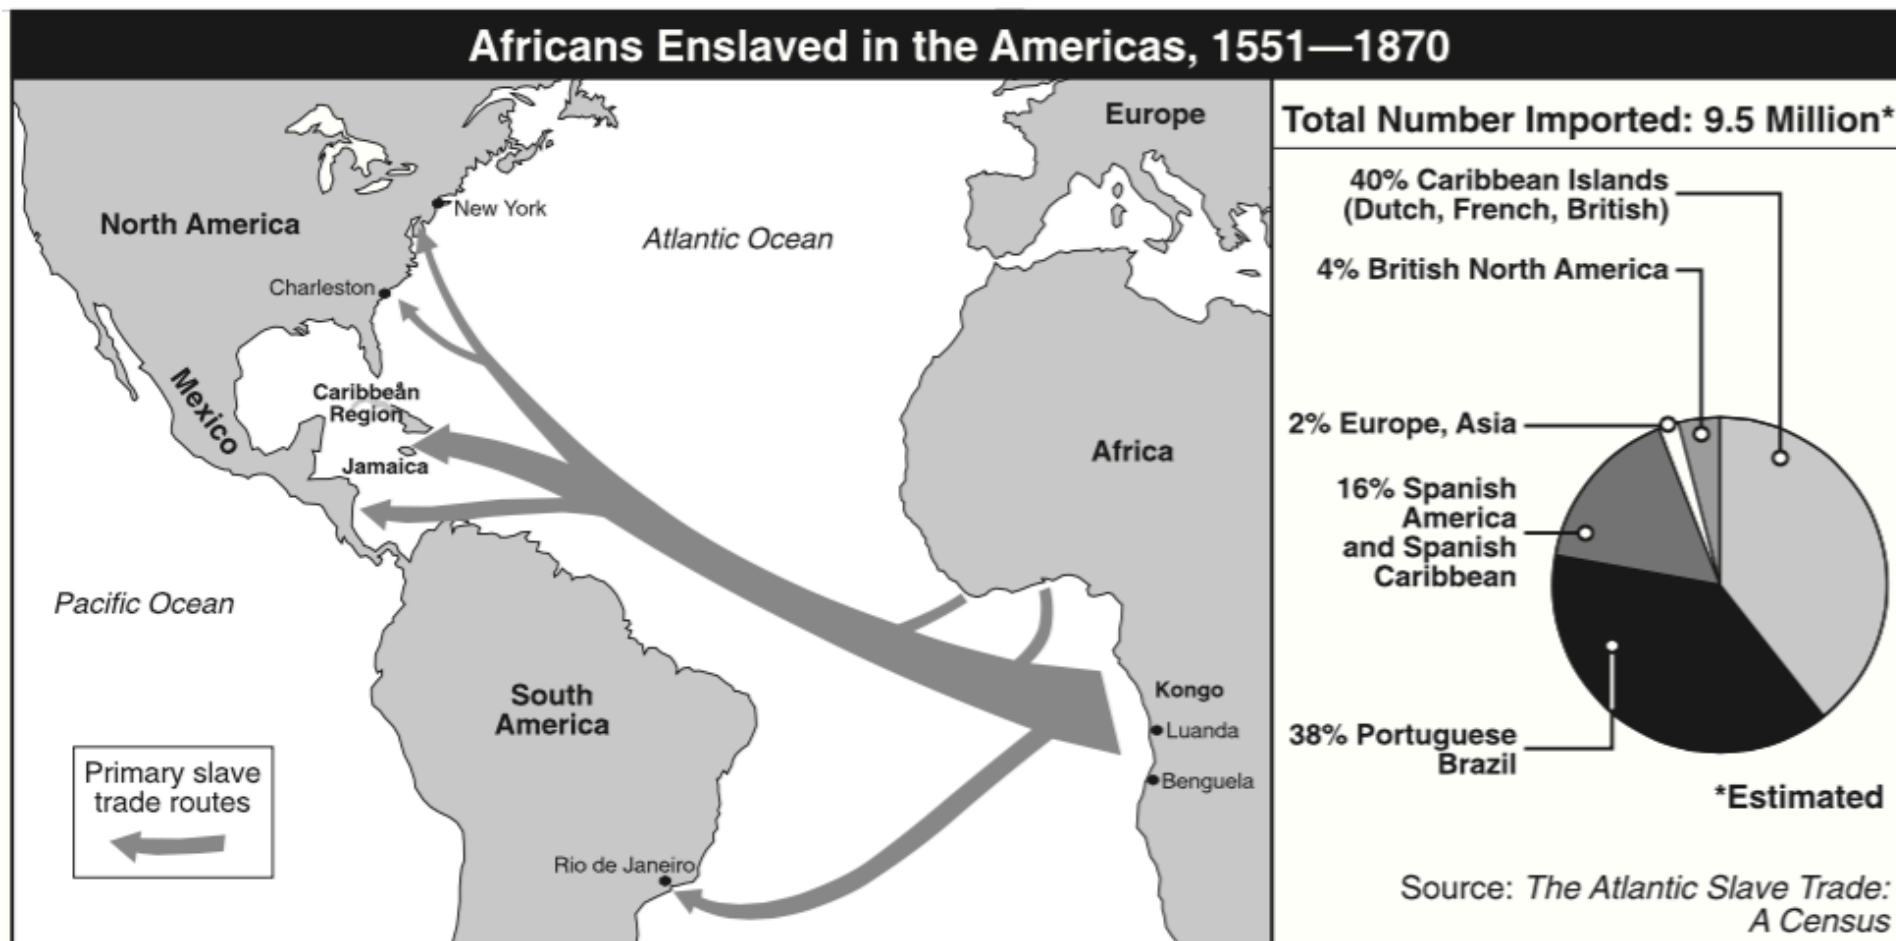 Africans Enslaved in the Americas, 1551—1870
Europe
New York
North America
Atlantic Ocean
Charleston
Mexico
Caribbean
Region
Jamaica
Africa
Pacific Ocean
South
America
Kongo
Luanda
Benguela
Primary slave
trade routes
Rio de Janeiro
Total Number Imported: 9.5 Million*
40% Caribbean Islands
(Dutch, French, British)
4% British North America
2% Europe, Asia
16% Spanish
America
and Spanish
Caribbean
38% Portuguese
Brazil
*Estimated
Source: The Atlantic Slave Trade:
A Census